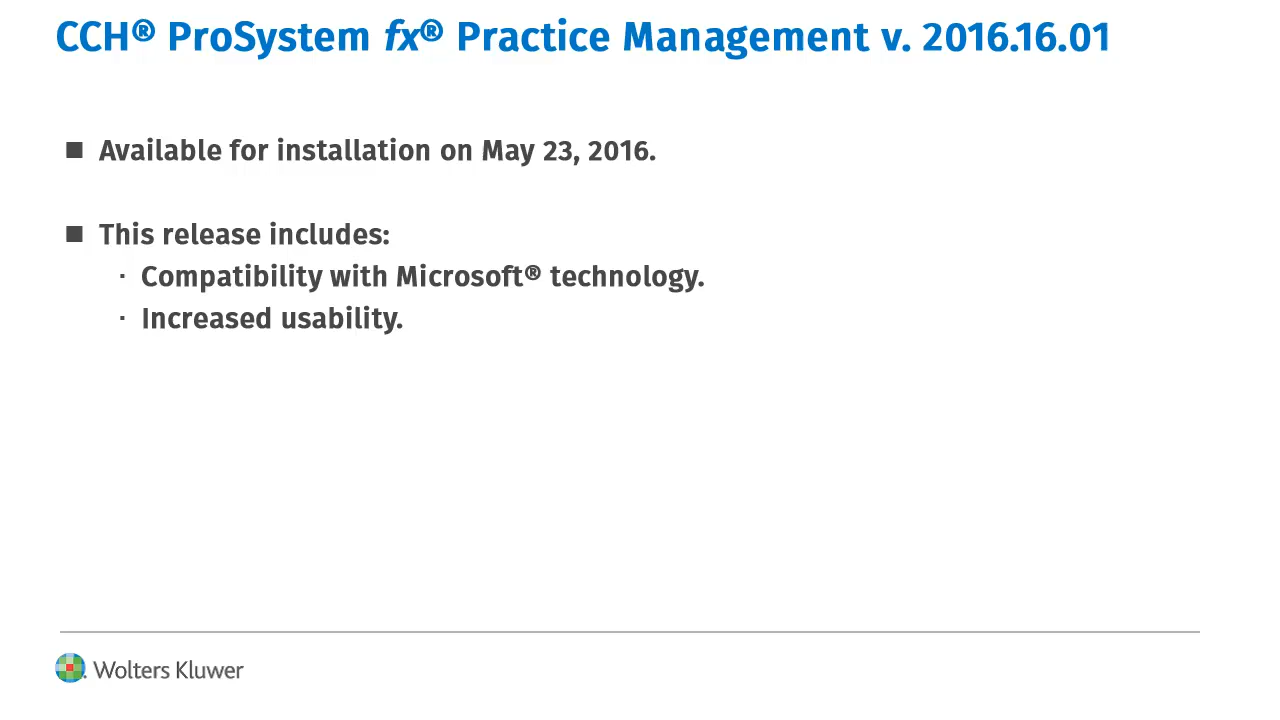 CCH® ProSystem fx® Practice Management v. 2016.16.01
■ Available for installation on May 23, 2016.
■ This release includes:
· Compatibility with Microsoft® technology.
· Increased usability.
Wolters Kluwer